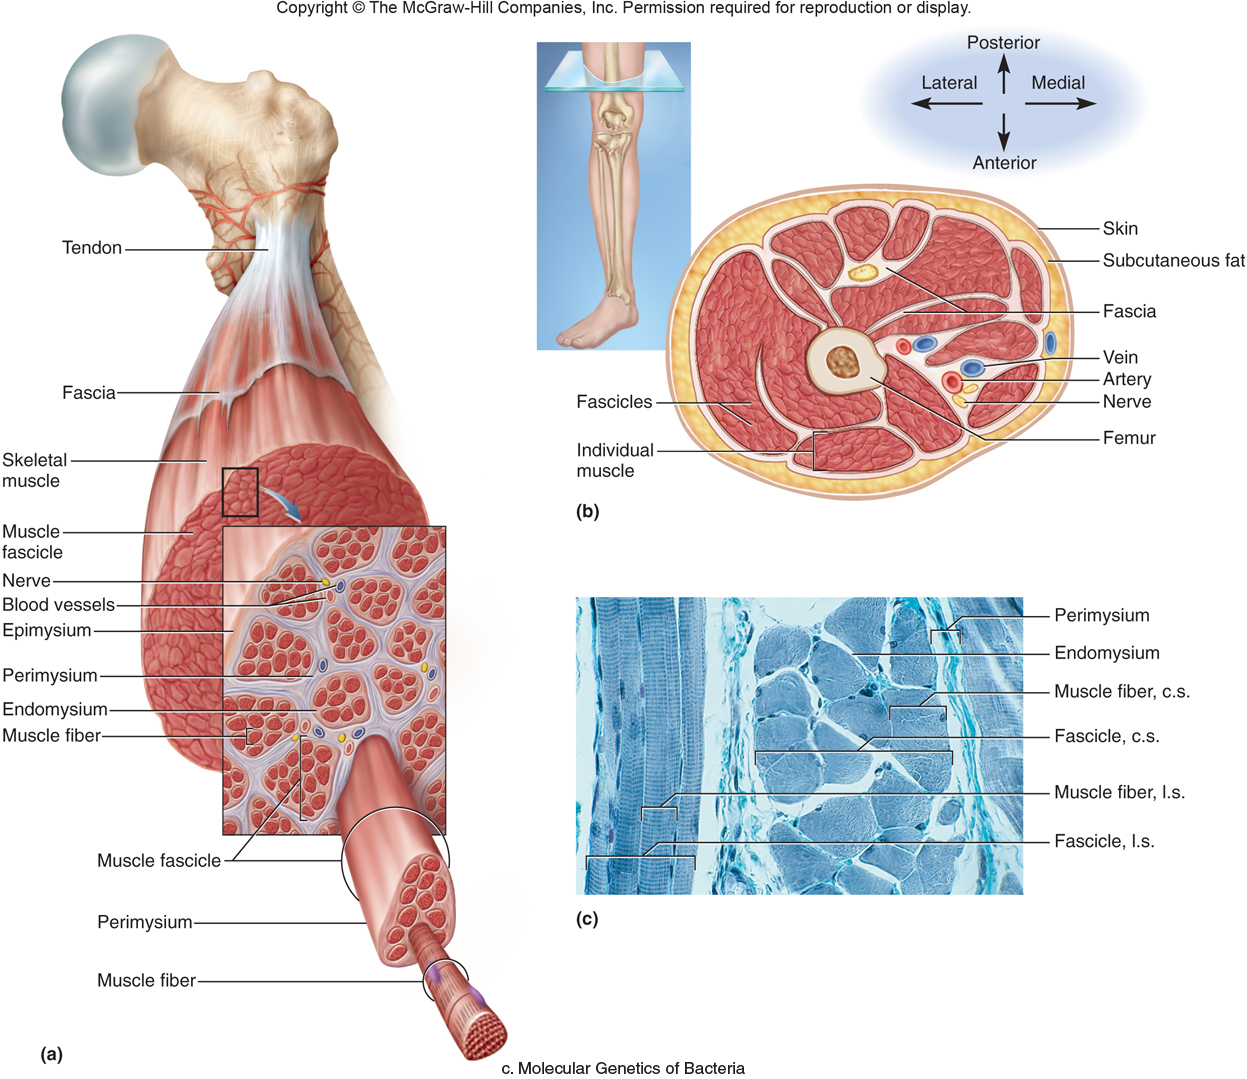 Copyright © The McGraw-Hill Companies, Inc. Permission required for reproduction or display.
Tendon
Fascia
Skeletal
muscle
Muscle
fascicle
Nerve
Blood vessels
Epimysium
Perimysium
Endomysium
Muscle fiber
Muscle fascicle
Perimysium
Muscle fiber
(a)
Posterior
Lateral
Medial
Anterior
Skin
Subcutaneous fat
Fascia
Vein
Artery
Nerve
Femur
Fascicles
Individual
muscle
(b)
Perimysium
Endomysium
Muscle fiber, c.s.
Fascicle, c.s.
Muscle fiber, l.s.
Fascicle, l.s.
(c)
c, Molecular Genetics of Bacteria